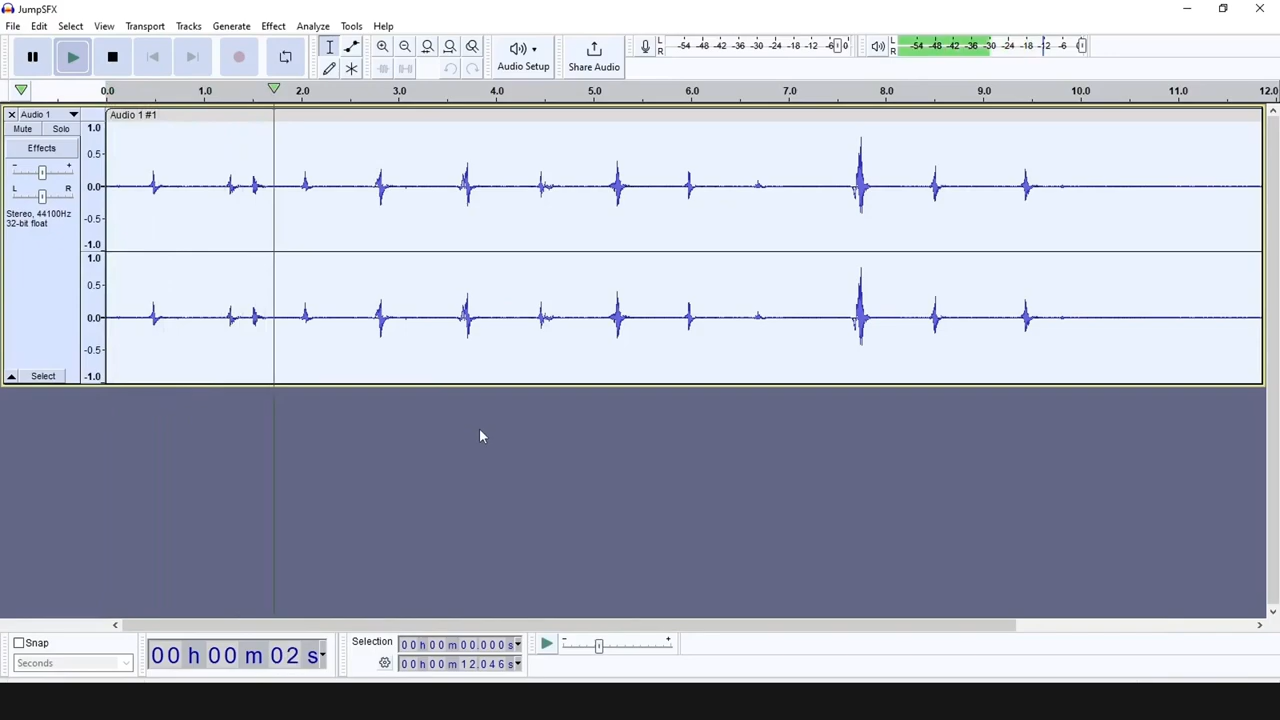 JumpSFX
File Edit Select View Transport Tracks Generate Effect Analyze Tools Help
Audio Setup
Share Audio
L R -54 -48 -42 -36 -30 -24 -18 -12 -6 0
L R -54 -48 -42 -36 -30 -24 -18 -12 -6
0.0 1.0 2.0 3.0 4.0 5.0 6.0 7.0 8.0 9.0 10.0 11.0 12.0
Audio 1
Audio 1 #1
Mute Solo
Effects
- +
L R
Stereo, 44100Hz
32-bit float
Select
1.0
0.5
0.0
-0.5
-1.0
1.0
0.5
0.0
-0.5
-1.0
Snap
Seconds
00 h 00 m 02 s
Selection
00 h 00 m 00.000 s
00 h 00 m 12.046 s
- +